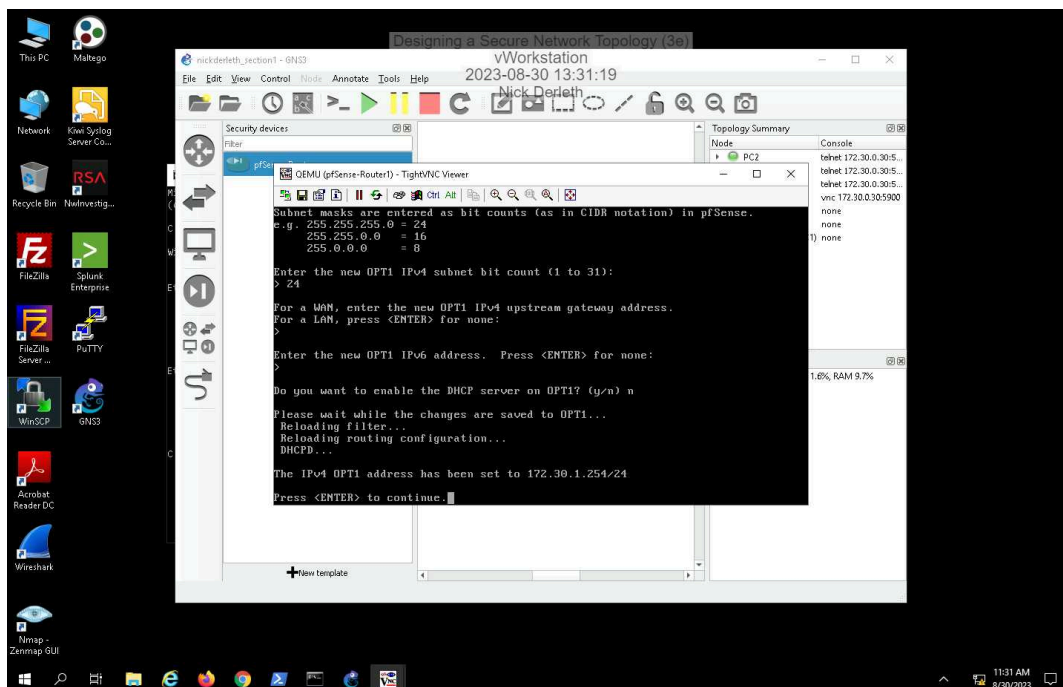 Designing a Secure Network Topology (3e)
vWorkstation
2023-08-30 13:31:19
Nick Derleth
This PC
Maltego
Network
Kiwi Syslog
Server Co...
Recycle Bin
NwInvestig...
FileZilla
Splunk
Enterprise
FileZilla
Server ...
PuTTY
WinSCP
GNS3
Acrobat
Reader DC
Wireshark
Nmap -
Zenmap GUI
nickderleth_section1 - GNS3
File Edit View Control Node Annotate Tools Help
Security devices
Filter
New template
Topology Summary
Node Console
PC2 telnet 172.30.0.30:5...
telnet 172.30.0.30:5...
telnet 172.30.0.30:5...
vnc 172.30.0.30:5900
none
none
1) none
1.6%, RAM 9.7%
QEMU (pfSense-Router1) - TightVNC Viewer
Ctrl Alt
Subnet masks are entered as bit counts (as in CIDR notation) in pfSense.
e.g. 255.255.255.0 = 24
255.255.0.0 = 16
255.0.0.0 = 8
Enter the new OPT1 IPv4 subnet bit count (1 to 31):
> 24
For a WAN, enter the new OPT1 IPv4 upstream gateway address.
For a LAN, press <ENTER> for none:
>
Enter the new OPT1 IPv6 address. Press <ENTER> for none:
>
Do you want to enable the DHCP server on OPT1? (y/n) n
Please wait while the changes are saved to OPT1...
Reloading filter...
Reloading routing configuration...
DHCPD...
The IPv4 OPT1 address has been set to 172.30.1.254/24
Press <ENTER> to continue.
11:31 AM
8/30/2023